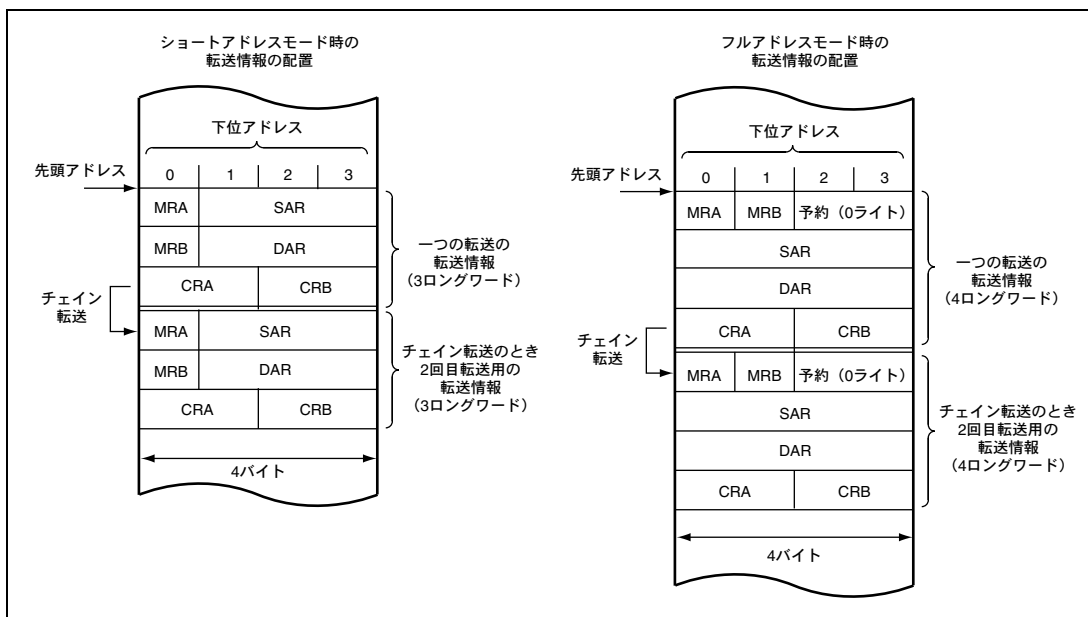 ショートアドレスモード時の
転送情報の配置
下位アドレス
先頭アドレス
0 1 2 3
MRA SAR
MRB DAR
CRA CRB
一つの転送の
転送情報
（3ロングワード）
チェイン
転送
MRA SAR
MRB DAR
CRA CRB
チェイン転送のとき
2回目転送用の
転送情報
（3ロングワード）
4バイト
フルアドレスモード時の
転送情報の配置
下位アドレス
先頭アドレス
0 1 2 3
MRA MRB 予約（0ライト）
SAR
DAR
CRA CRB
一つの転送の
転送情報
（4ロングワード）
チェイン
転送
MRA MRB 予約（0ライト）
SAR
DAR
CRA CRB
チェイン転送のとき
2回目転送用の
転送情報
（4ロングワード）
4バイト